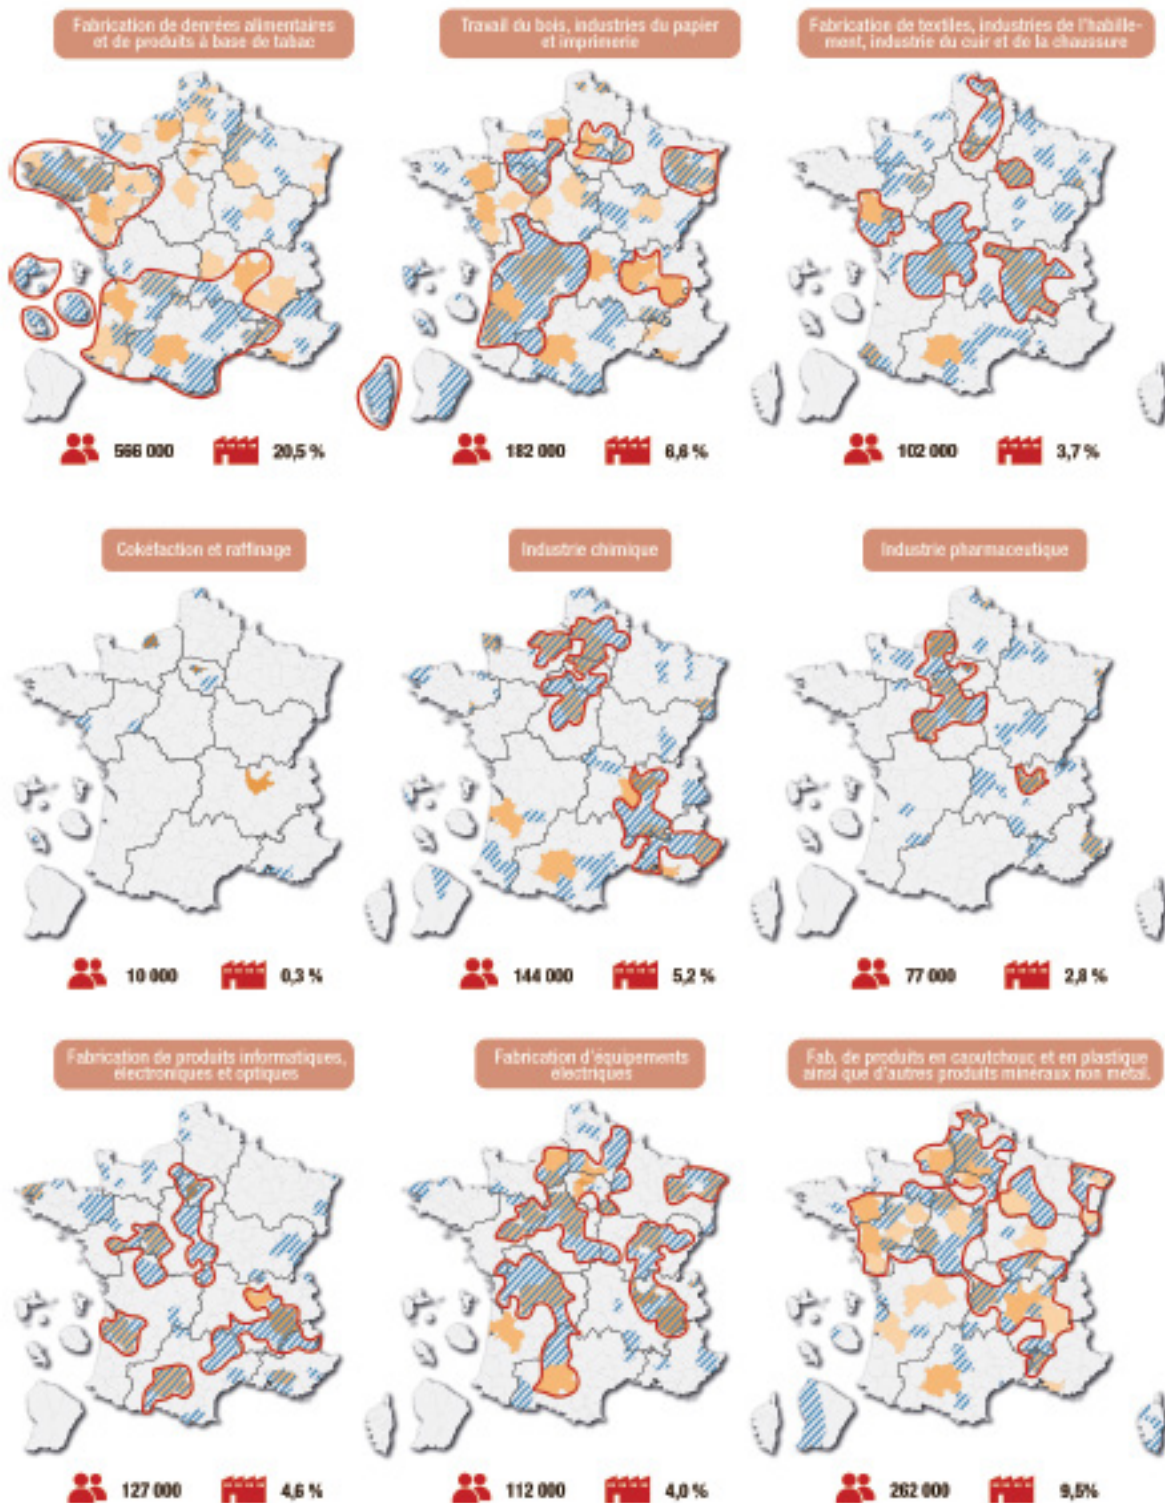 Fabrication de denrées alimentaires
et de produits à base de tabac
Travail du bois, industries du papier
et imprimerie
Fabrication de textiles, industries de l'habille-
ment, industrie du cuir et de la chaussure
566 000
20,5 %
182 000
6,6 %
102 000
3,7 %
Cokéfaction et raffinage
Industrie chimique
Industrie pharmaceutique
10 000
0,3 %
144 000
5,2 %
77 000
2,8 %
Fabrication de produits informatiques,
électroniques et optiques
Fabrication d'équipements
électriques
Fab. de produits en caoutchouc et en plastique
ainsi que d'autres produits minéraux non métal.
127 000
4,6 %
112 000
4,0 %
262 000
9,5%